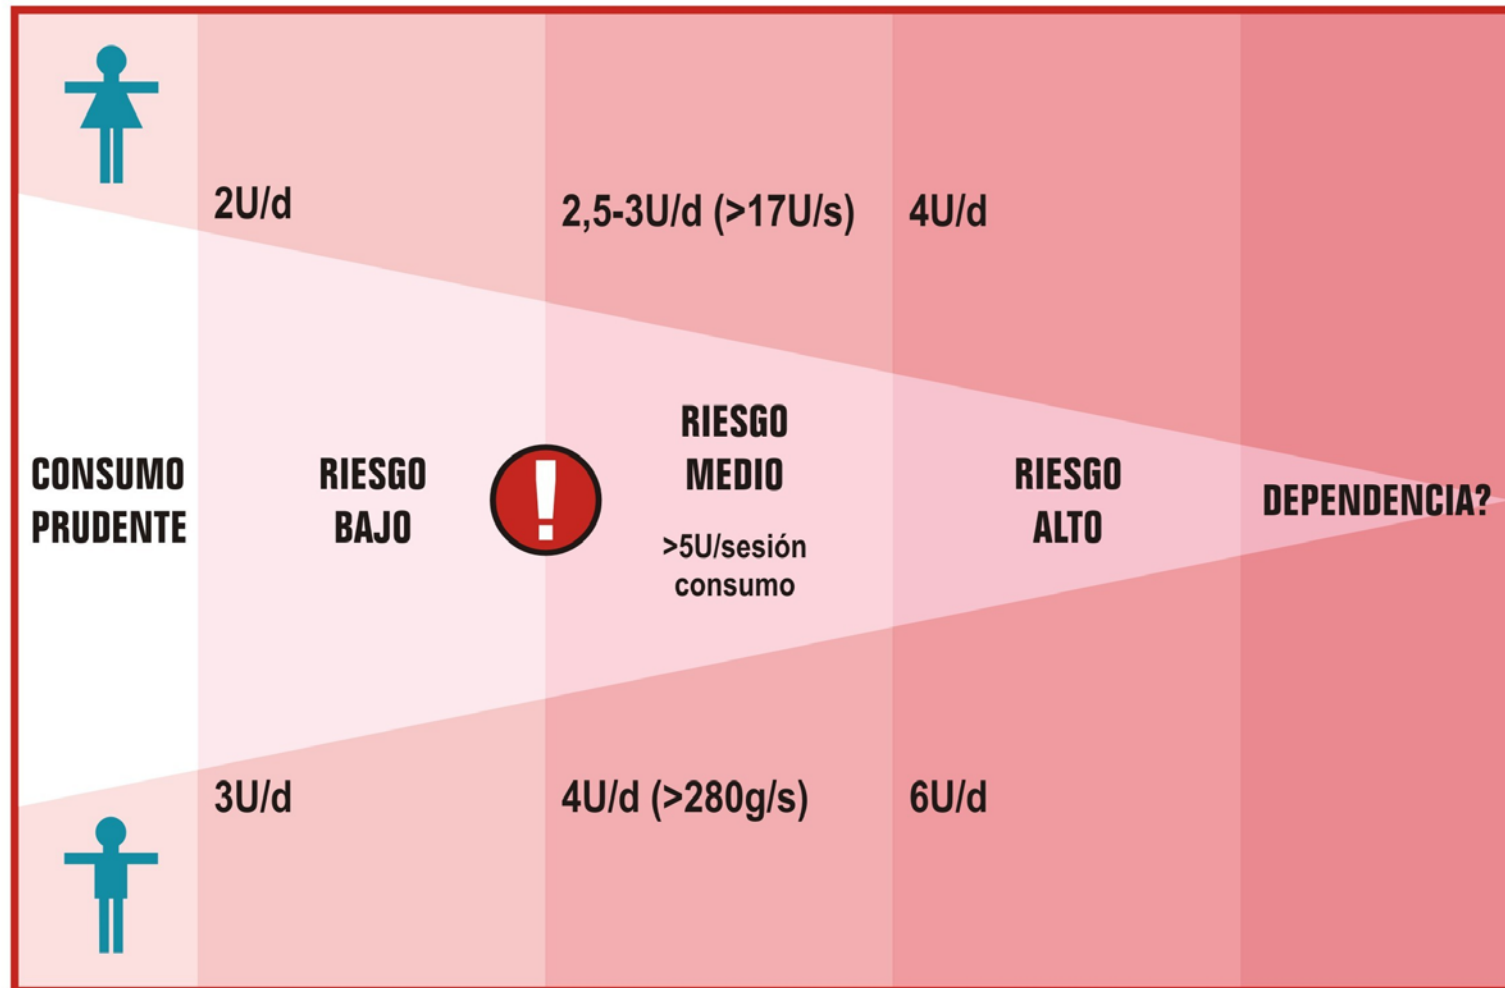 2U/d
2,5-3U/d (>17U/s)
4U/d
CONSUMO
PRUDENTE
RIESGO
BAJO
!
RIESGO
MEDIO
>5U/sesión
consumo
RIESGO
ALTO
DEPENDENCIA?
3U/d
4U/d (>280g/s)
6U/d